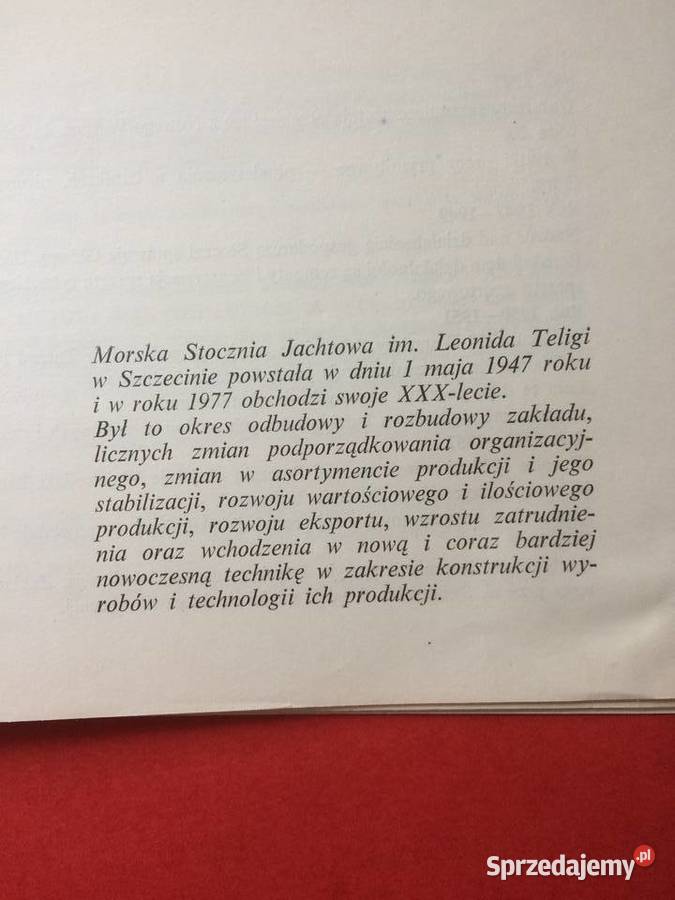 Morska Stocznia Jachtowa im. Leonida Teligi
w Szczecinie powstała w dniu 1 maja 1947 roku
i w roku 1977 obchodzi swoje XXX-lecie.
Był to okres odbudowy i rozbudowy zakładu,
licznych zmian podporządkowania organizacyj-
nego, zmian w asortymencie produkcji i jego
stabilizacji, rozwoju wartościowego i ilościowego
produkcji, rozwoju eksportu, wzrostu zatrudnie-
nia oraz wchodzenia w nową i coraz bardziej
nowoczesną technikę w zakresie konstrukcji wy-
robów i technologii ich produkcji.
Sprzedajemy.pl